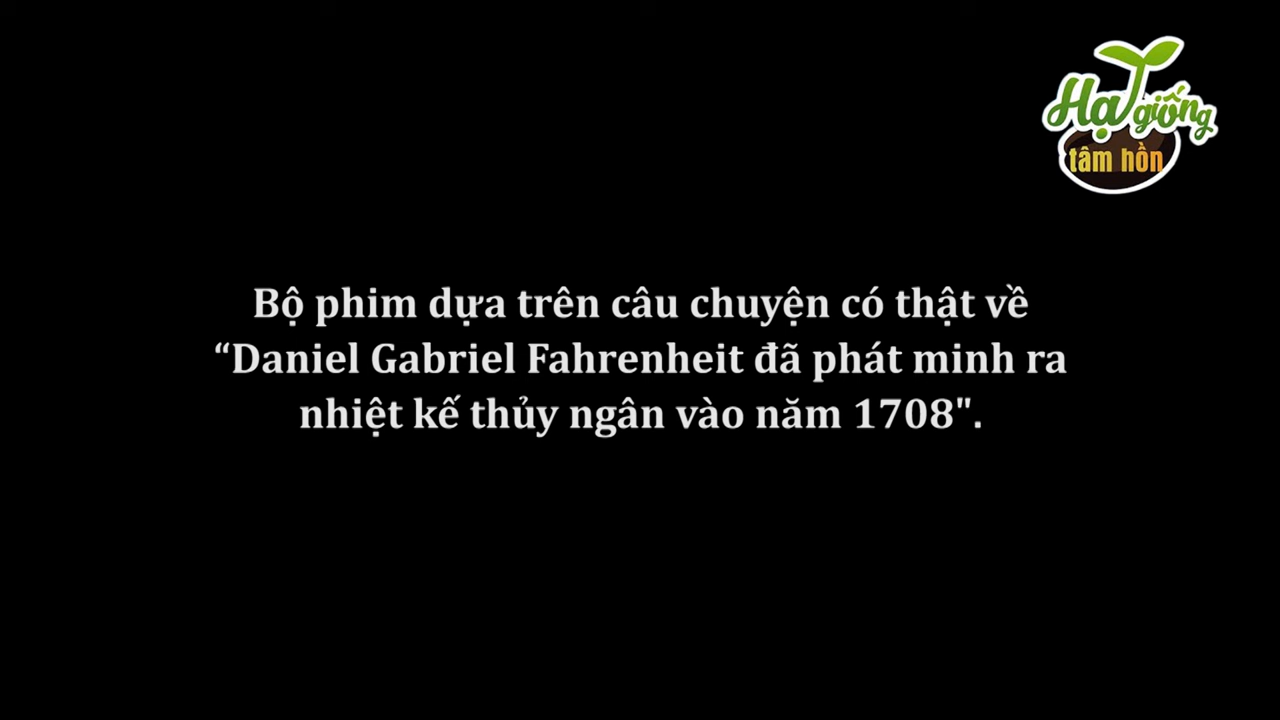 Hạt giống
tâm hồn
Bộ phim dựa trên câu chuyện có thật về
“Daniel Gabriel Fahrenheit đã phát minh ra
nhiệt kế thủy ngân vào năm 1708".